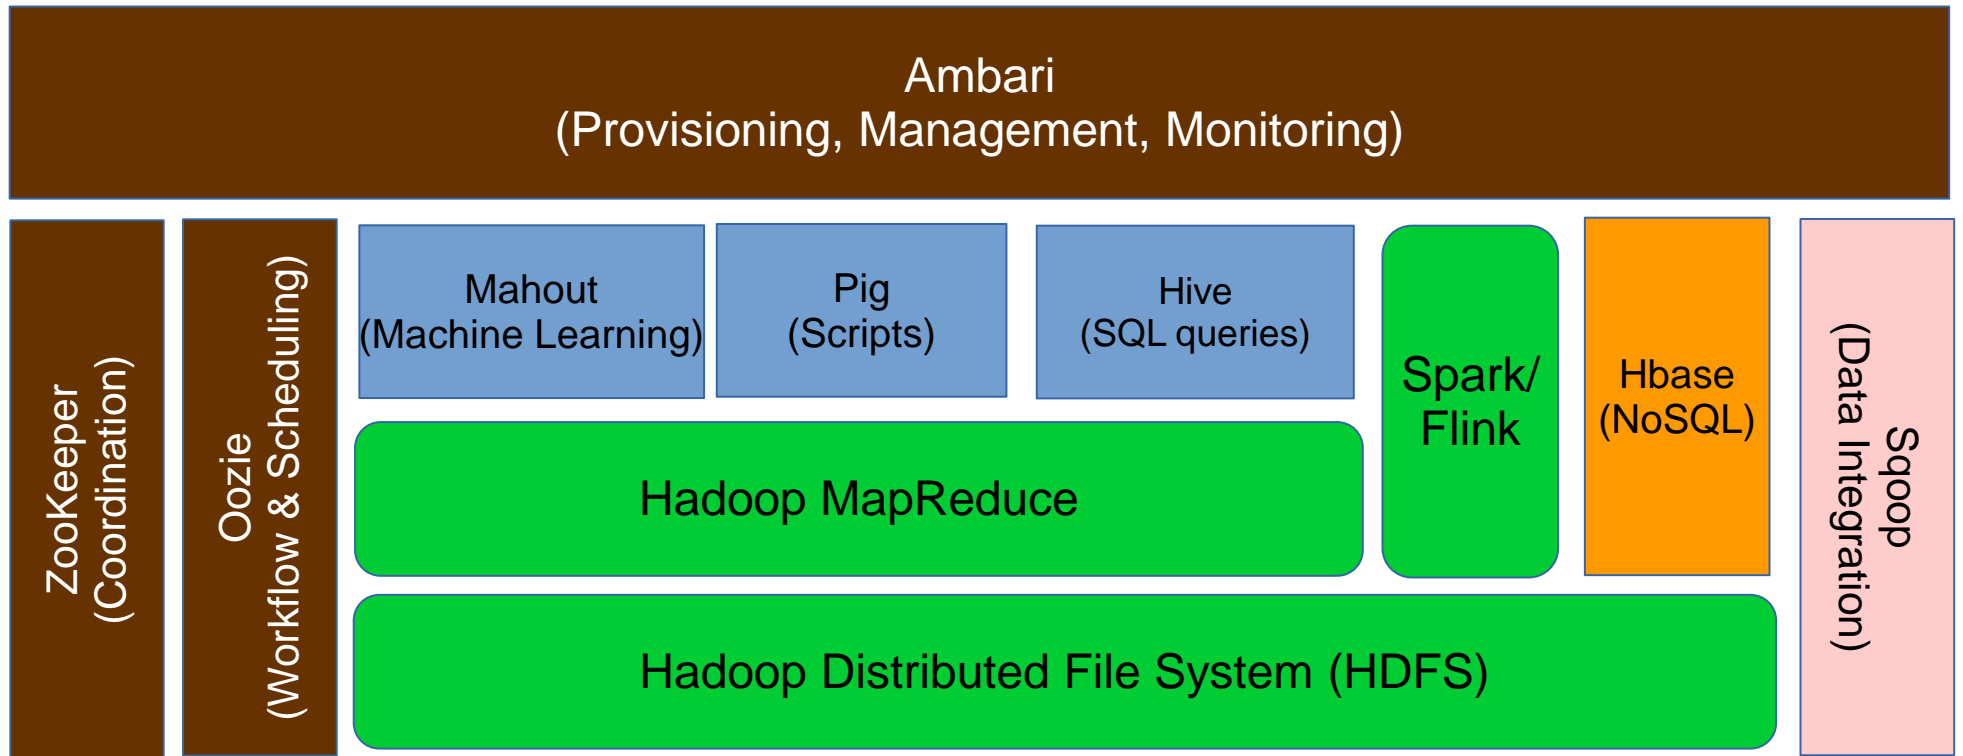 Ambari
(Provisioning, Management, Monitoring)
ZooKeeper
(Coordination)
Oozie
(Workflow & Scheduling)
Mahout
(Machine Learning)
Pig
(Scripts)
Hive
(SQL queries)
Spark/
Flink
Hbase
(NoSQL)
Sqoop
(Data Integration)
Hadoop MapReduce
Hadoop Distributed File System (HDFS)